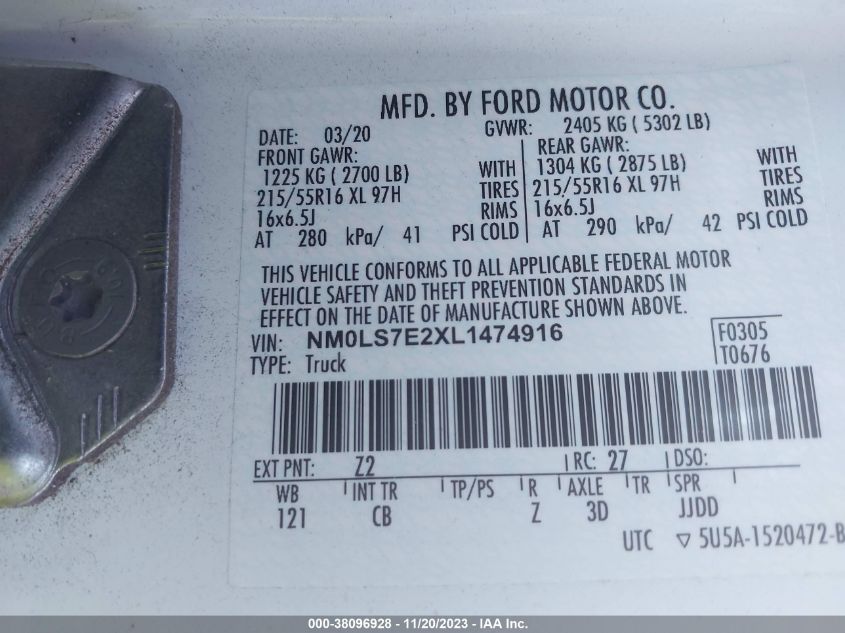 MFD. BY FORD MOTOR CO.
DATE: 03/20 GVWR: 2405 KG ( 5302 LB)
FRONT GAWR: REAR GAWR:
1225 KG ( 2700 LB) WITH 1304 KG ( 2875 LB) WITH
215/55R16 XL 97H TIRES 215/55R16 XL 97H TIRES
16x6.5J RIMS 16x6.5J RIMS
AT 280 kPa/ 41 PSI COLD AT 290 kPa/ 42 PSI COLD
THIS VEHICLE CONFORMS TO ALL APPLICABLE FEDERAL MOTOR
VEHICLE SAFETY AND THEFT PREVENTION STANDARDS IN
EFFECT ON THE DATE OF MANUFACTURE SHOWN ABOVE.
VIN: NM0LS7E2XL1474916 F0305
TYPE: Truck T0676
EXT PNT: Z2 RC: 27 DSO:
WB INT TR TP/PS R AXLE TR SPR
121 CB Z 3D JJDD
UTC ▽ 5U5A-1520472-B
000-38096928 - 11/20/2023 - IAA Inc.